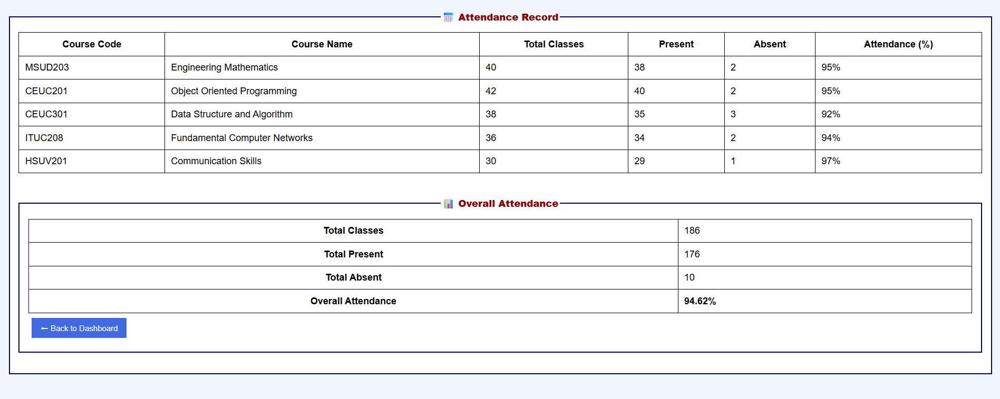 Attendance Record
Course Code Course Name Total Classes Present Absent Attendance (%)
MSUD203 Engineering Mathematics 40 38 2 95%
CEUC201 Object Oriented Programming 42 40 2 95%
CEUC301 Data Structure and Algorithm 38 35 3 92%
ITUC208 Fundamental Computer Networks 36 34 2 94%
HSUV201 Communication Skills 30 29 1 97%
Overall Attendance
Total Classes 186
Total Present 176
Total Absent 10
Overall Attendance 94.62%
← Back to Dashboard